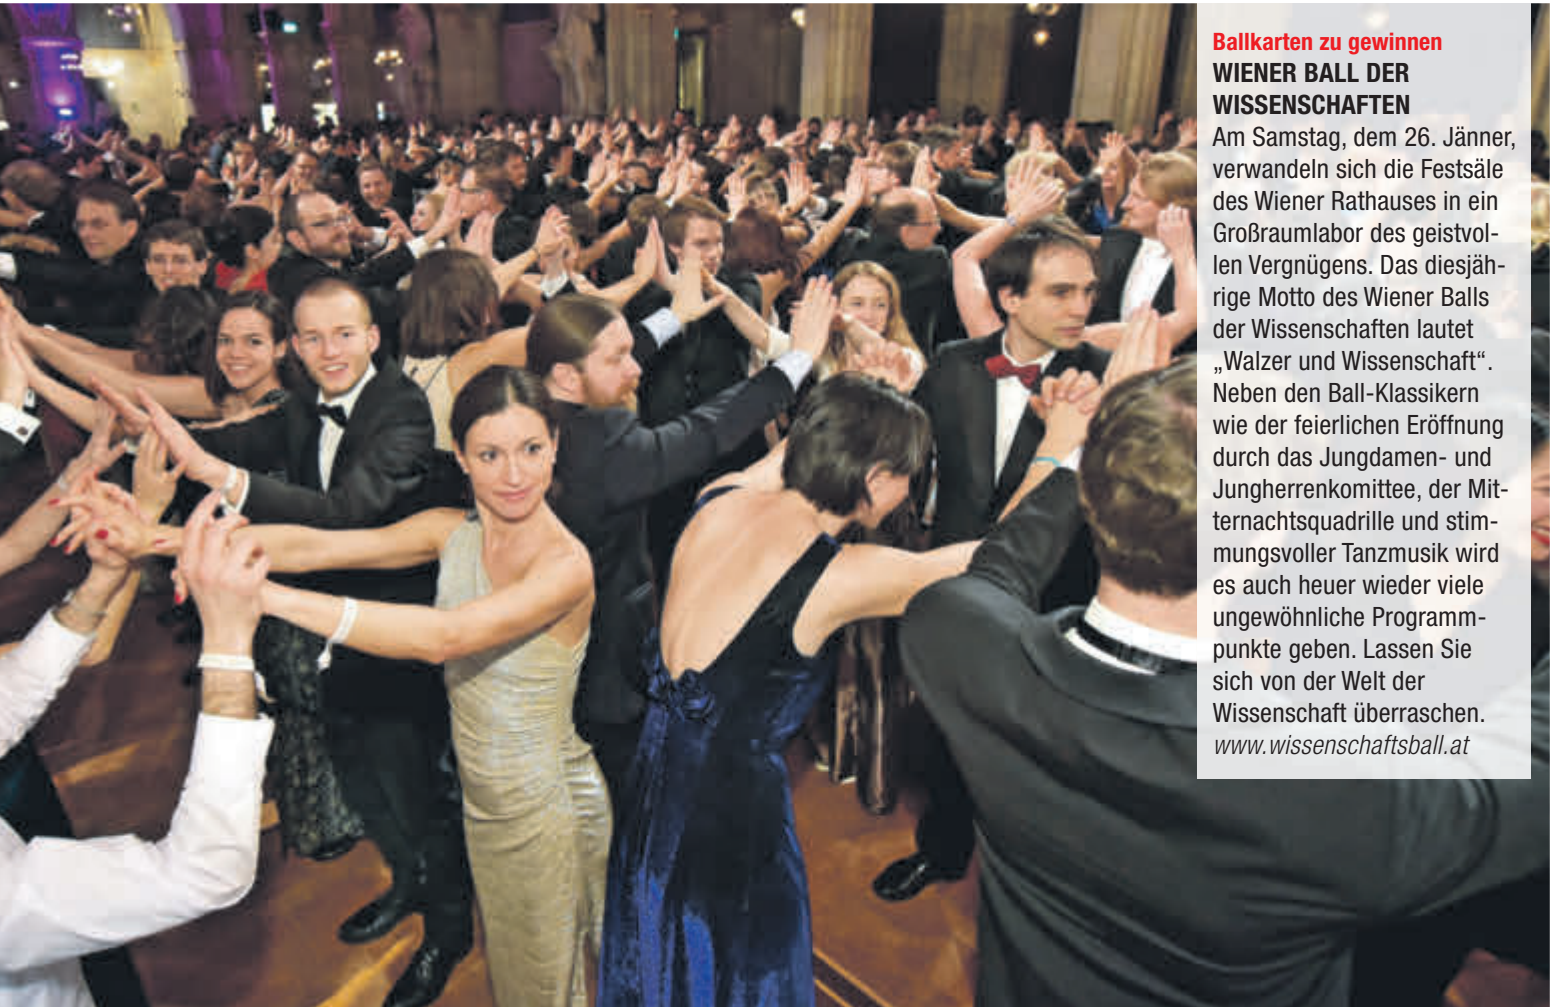 Ballkarten zu gewinnen
WIENER BALL DER
WISSENSCHAFTEN
Am Samstag, dem 26. Jänner,
verwandeln sich die Festsäle
des Wiener Rathauses in ein
Großraumlabor des geistvol-
len Vergnügens. Das diesjäh-
rige Motto des Wiener Balls
der Wissenschaften lautet
„Walzer und Wissenschaft“.
Neben den Ball-Klassikern
wie der feierlichen Eröffnung
durch das Jungdamen- und
Jungherrenkomittee, der Mit-
ternachtsquadrille und stim-
mungsvoller Tanzmusik wird
es auch heuer wieder viele
ungewöhnliche Programm-
punkte geben. Lassen Sie
sich von der Welt der
Wissenschaft überraschen.
www.wissenschaftsball.at